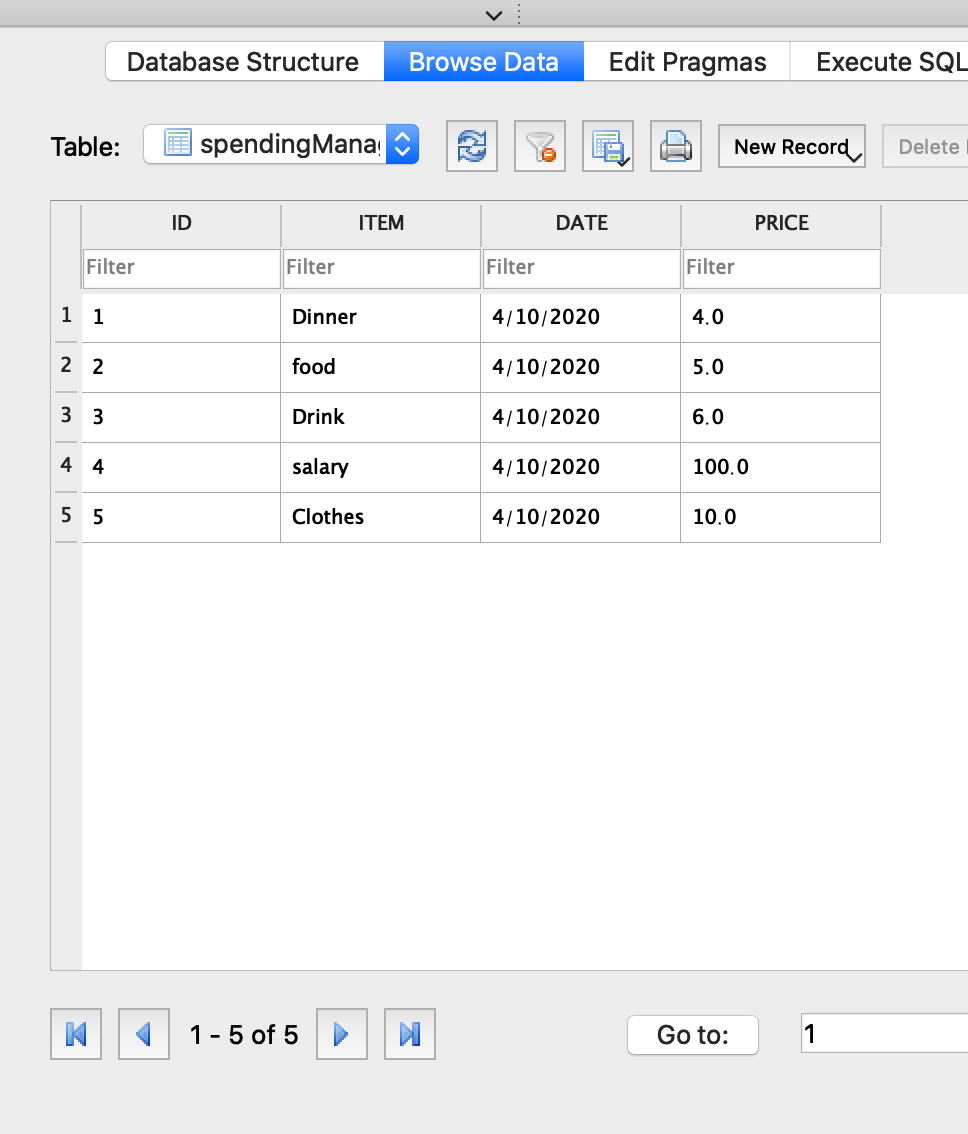 Database Structure Browse Data Edit Pragmas Execute SQL
Table: spendingMana New Record Delete
ID ITEM DATE PRICE
Filter Filter Filter Filter
1 1 Dinner 4/10/2020 4.0
2 2 food 4/10/2020 5.0
3 3 Drink 4/10/2020 6.0
4 4 salary 4/10/2020 100.0
5 5 Clothes 4/10/2020 10.0
1 - 5 of 5 Go to: 1